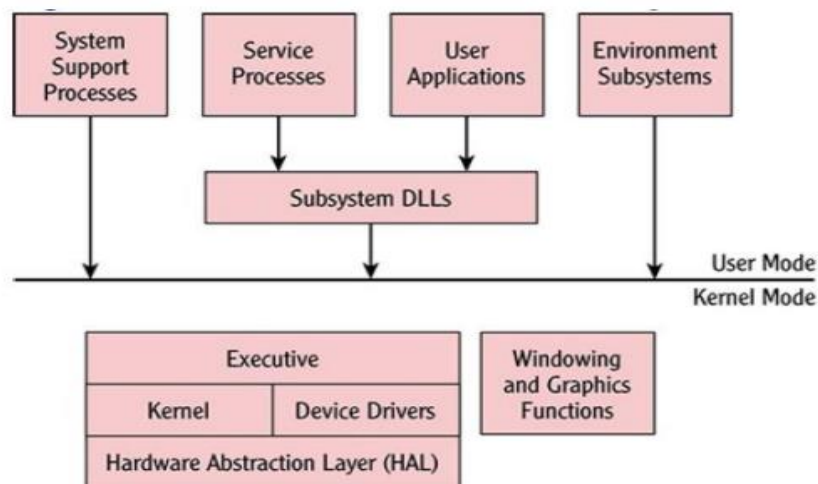 System
Support
Processes
Service
Processes
User
Applications
Environment
Subsystems
Subsystem DLLs
User Mode
Kernel Mode
Executive
Kernel
Device Drivers
Hardware Abstraction Layer (HAL)
Windowing
and Graphics
Functions